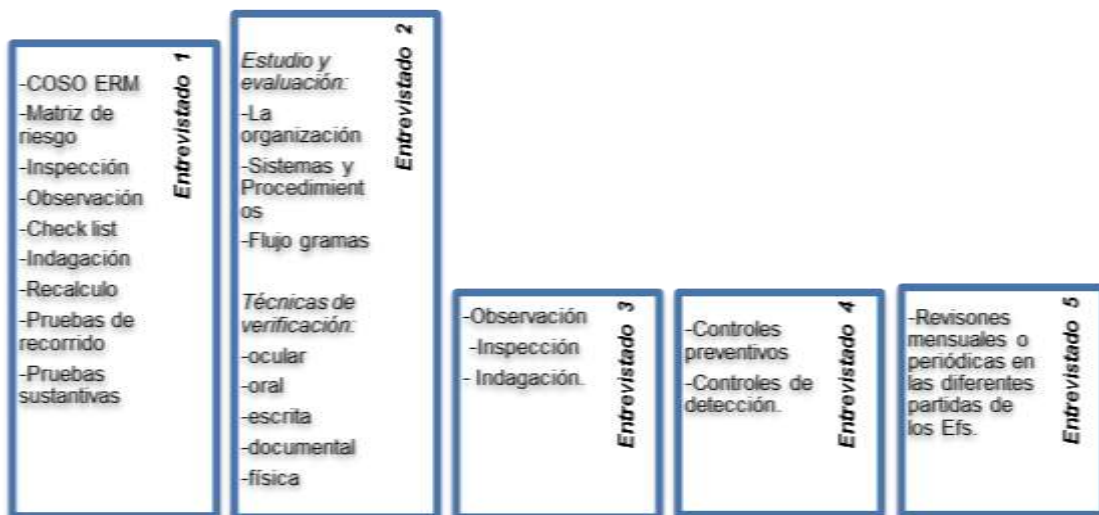 -COSO ERM
-Matriz de
riesgo
-Inspección
-Observación
-Check list
-Indagación
-Recalculo
-Pruebas de
recorrido
-Pruebas
sustantivas
Entrevistado 1
Estudio y
evaluación:
-La
organización
-Sistemas y
Procedimient
os
-Flujo gramas
Técnicas de
verificación:
-ocular
-oral
-escrita
-documental
-física
Entrevistado 2
-Observación
-Inspección
- Indagación.
Entrevistado 3
-Controles
preventivos
-Controles de
detección.
Entrevistado 4
-Revisones
mensuales o
periódicas en
las diferentes
partidas de
los Efs.
Entrevistado 5